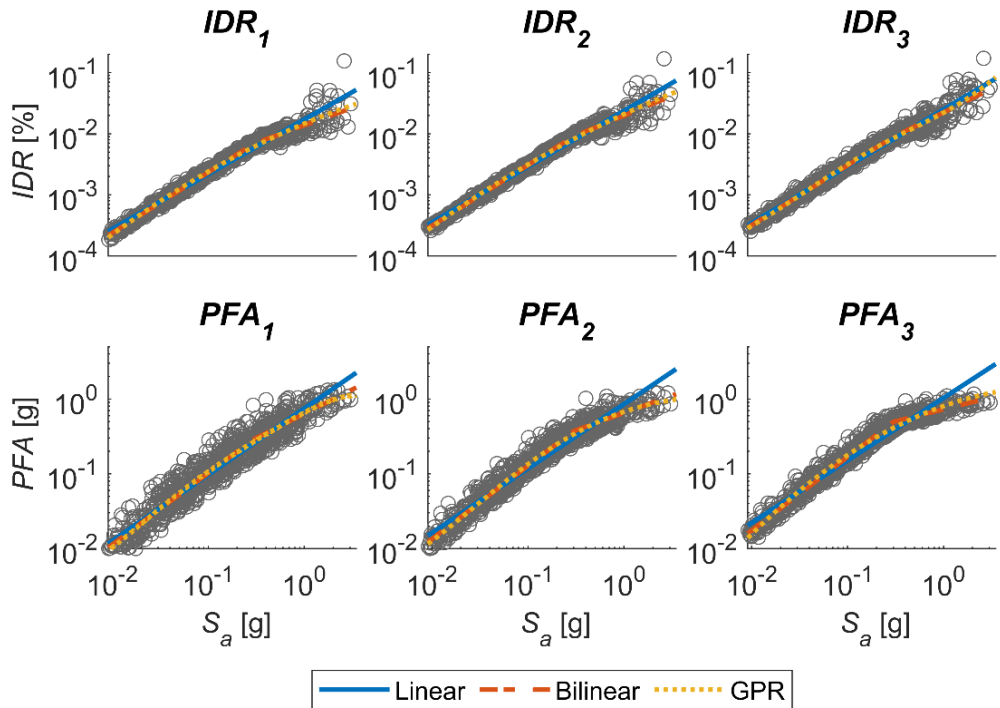 IDR₁ IDR₂ IDR₃
IDR [%]
10⁻¹ 10⁻¹ 10⁻¹
10⁻² 10⁻² 10⁻²
10⁻³ 10⁻³ 10⁻³
10⁻⁴ 10⁻⁴ 10⁻⁴
PFA₁ PFA₂ PFA₃
PFA [g]
10⁰ 10⁰ 10⁰
10⁻¹ 10⁻¹ 10⁻¹
10⁻² 10⁻² 10⁻²
10⁻² 10⁻¹ 10⁰ 10⁻² 10⁻¹ 10⁰ 10⁻² 10⁻¹ 10⁰
Sₐ [g] Sₐ [g] Sₐ [g]
Linear Bilinear GPR